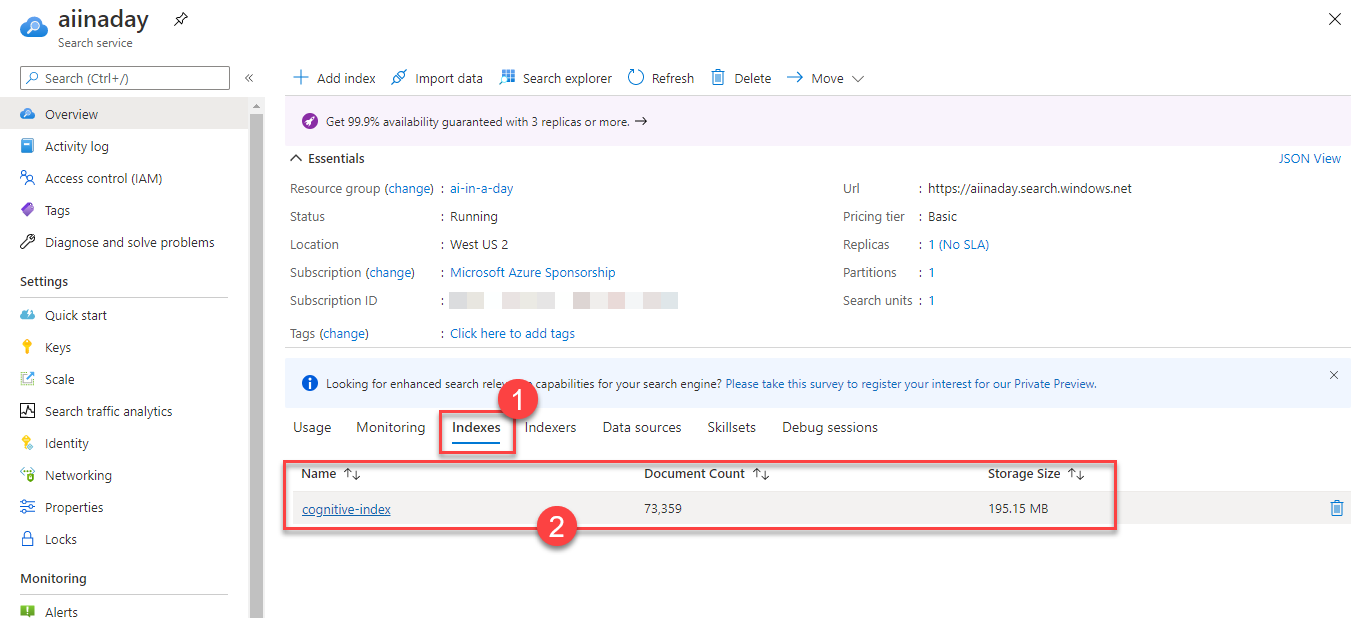 aiinaday
Search service
Search (Ctrl+/)
«
Overview
Activity log
Access control (IAM)
Tags
Diagnose and solve problems
Settings
Quick start
Keys
Scale
Search traffic analytics
Identity
Networking
Properties
Locks
Monitoring
Alerts
Add index Import data Search explorer Refresh Delete Move
Get 99.9% availability guaranteed with 3 replicas or more. →
Essentials JSON View
Resource group (change) : ai-in-a-day
Status : Running
Location : West US 2
Subscription (change) : Microsoft Azure Sponsorship
Subscription ID :
Tags (change) : Click here to add tags
Url : https://aiinaday.search.windows.net
Pricing tier : Basic
Replicas : 1 (No SLA)
Partitions : 1
Search units : 1
Looking for enhanced search capabilities for your search engine? Please take this survey to register your interest for our Private Preview.
1
Usage Monitoring Indexes Indexers Data sources Skillsets Debug sessions
Name ↑↓ Document Count ↑↓ Storage Size ↑↓
cognitive-index 73,359 195.15 MB
2